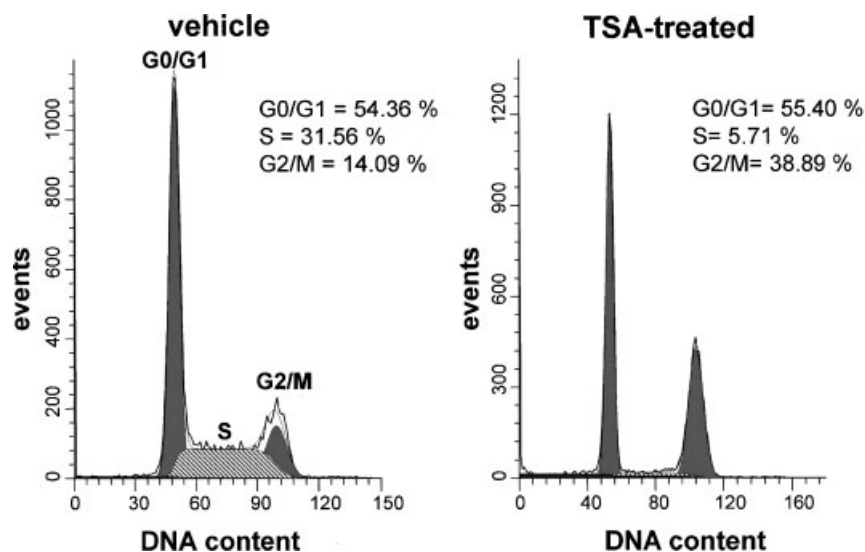 vehicle
G0/G1
G0/G1 = 54.36 %
S = 31.56 %
G2/M = 14.09 %
G2/M
S
events
0 200 400 600 800 1000
0 30 60 90 120 150
DNA content
TSA-treated
G0/G1= 55.40 %
S= 5.71 %
G2/M= 38.89 %
events
0 300 600 900 1200
0 40 80 120 160
DNA content